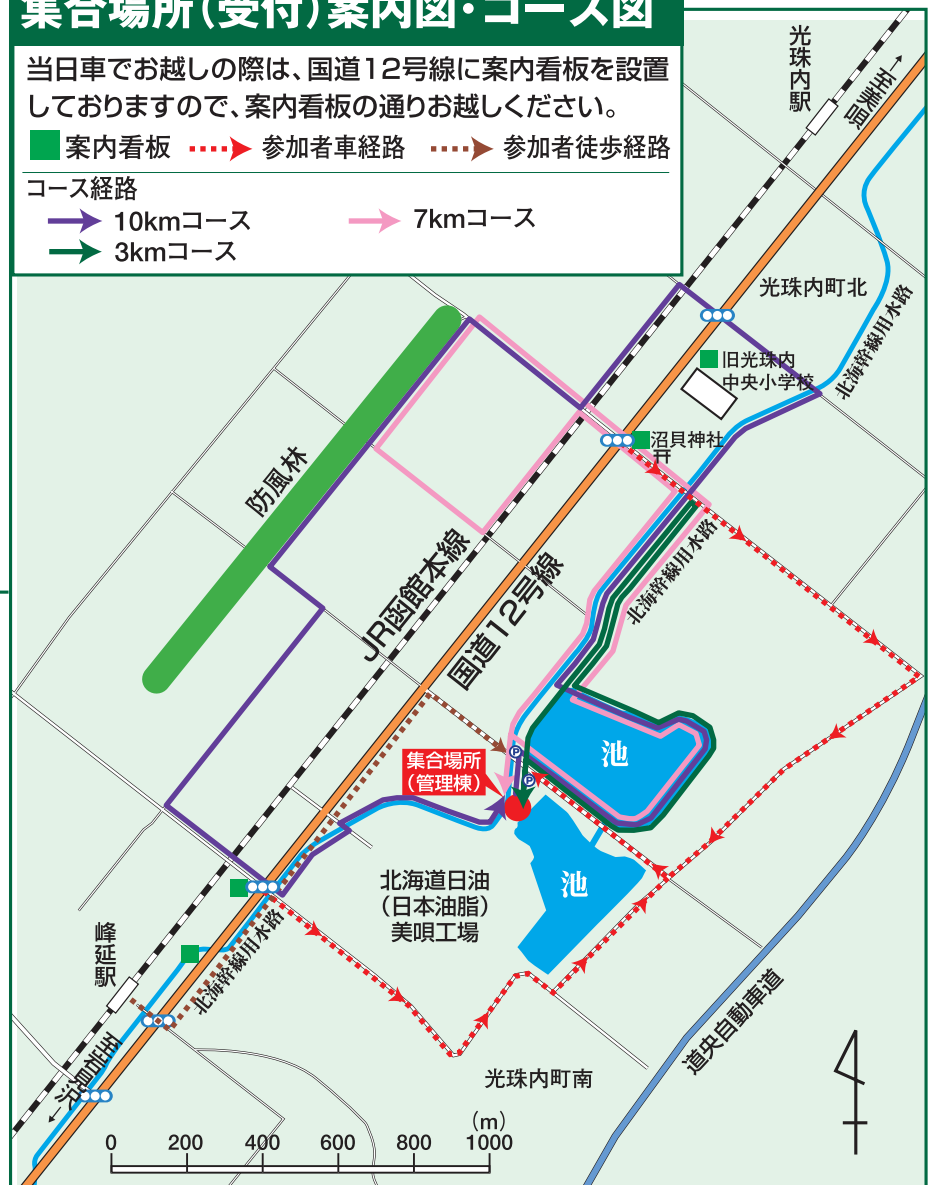 集合場所(受付)案内図・コース図
当日車でお越しの際は、国道12号線に案内看板を設置
しておりますので、案内看板の通りお越しください。
案内看板 参加者車経路 参加者徒歩経路
コース経路
10kmコース 7kmコース
3kmコース
光珠内駅
至美唄
光珠内町北
北海幹線用水路
旧光珠内
中央小学校
沼貝神社
防風林
JR函館本線
国道12号線
北海幹線用水路
池
P
集合場所
(管理棟)
P
池
北海道日油
(日本油脂)
美唄工場
峰延駅
北海幹線用水路
至岩見沢
道央自動車道
光珠内町南
(m)
0 200 400 600 800 1000